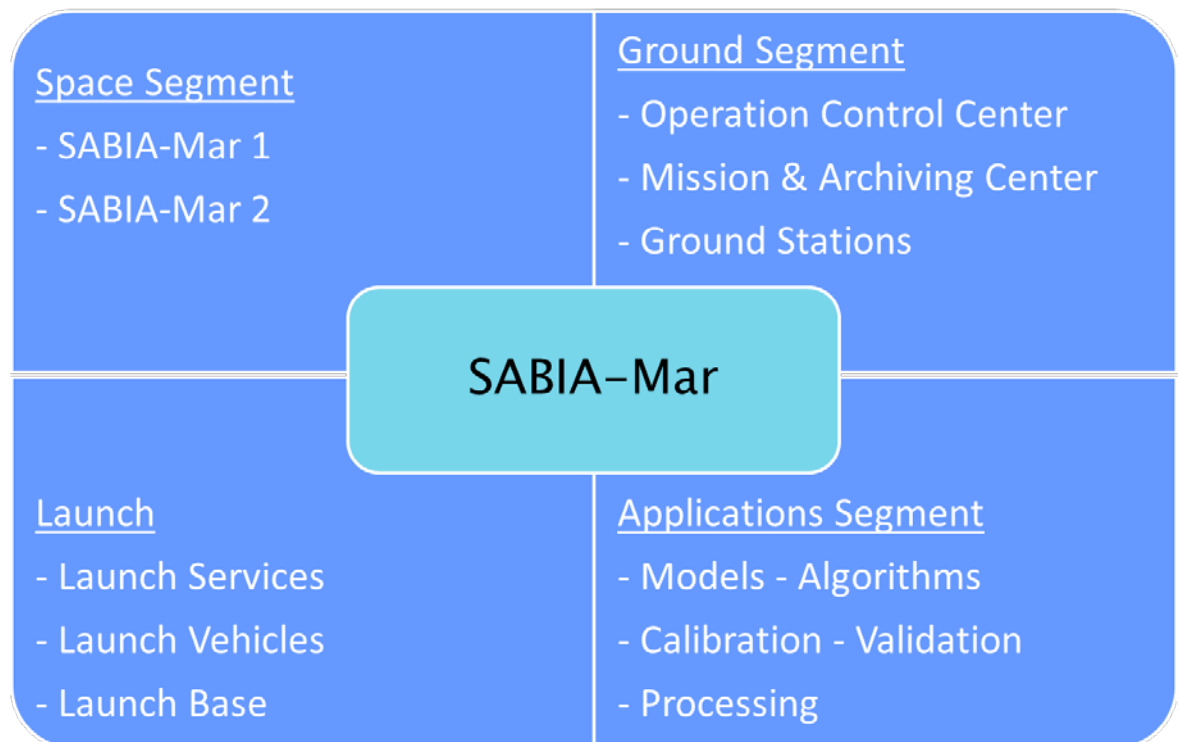 Space Segment
- SABIA-Mar 1
- SABIA-Mar 2
Ground Segment
- Operation Control Center
- Mission & Archiving Center
- Ground Stations
SABIA-Mar
Launch
- Launch Services
- Launch Vehicles
- Launch Base
Applications Segment
- Models - Algorithms
- Calibration - Validation
- Processing